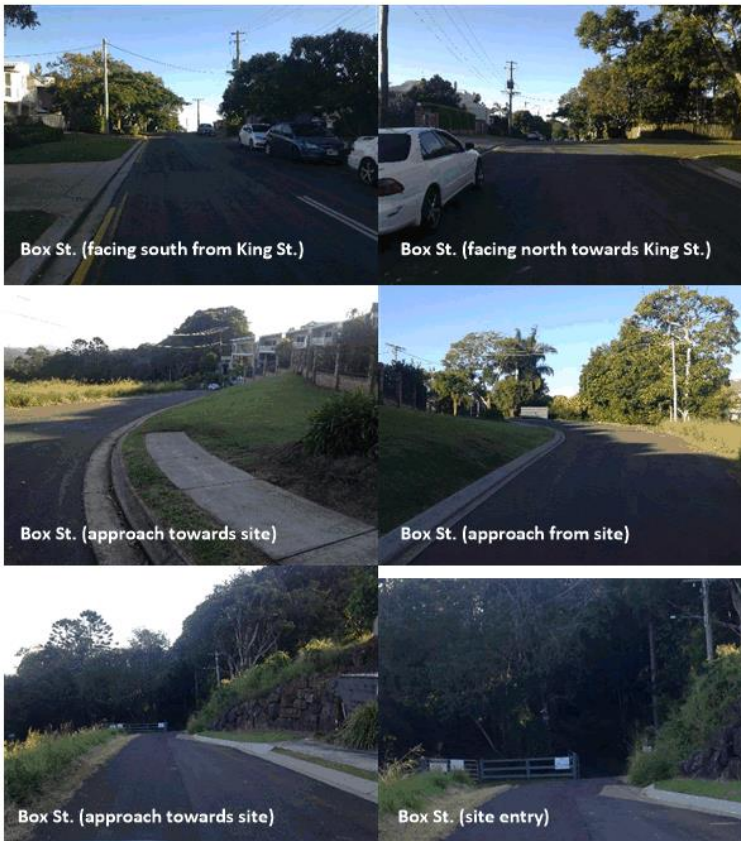 Box St. (facing south from King St.)
Box St. (facing north towards King St.)
Box St. (approach towards site)
Box St. (approach from site)
Box St. (approach towards site)
Box St. (site entry)